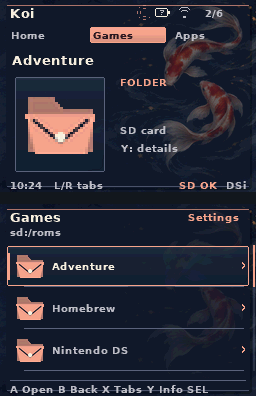 Koi 2/6
Home Games Apps
Adventure
FOLDER
SD card
Y: details
10:24 L/R tabs SD OK DSi
Games Settings
sd:/roms
Adventure
Homebrew
Nintendo DS
A Open B Back X Tabs Y Info SEL